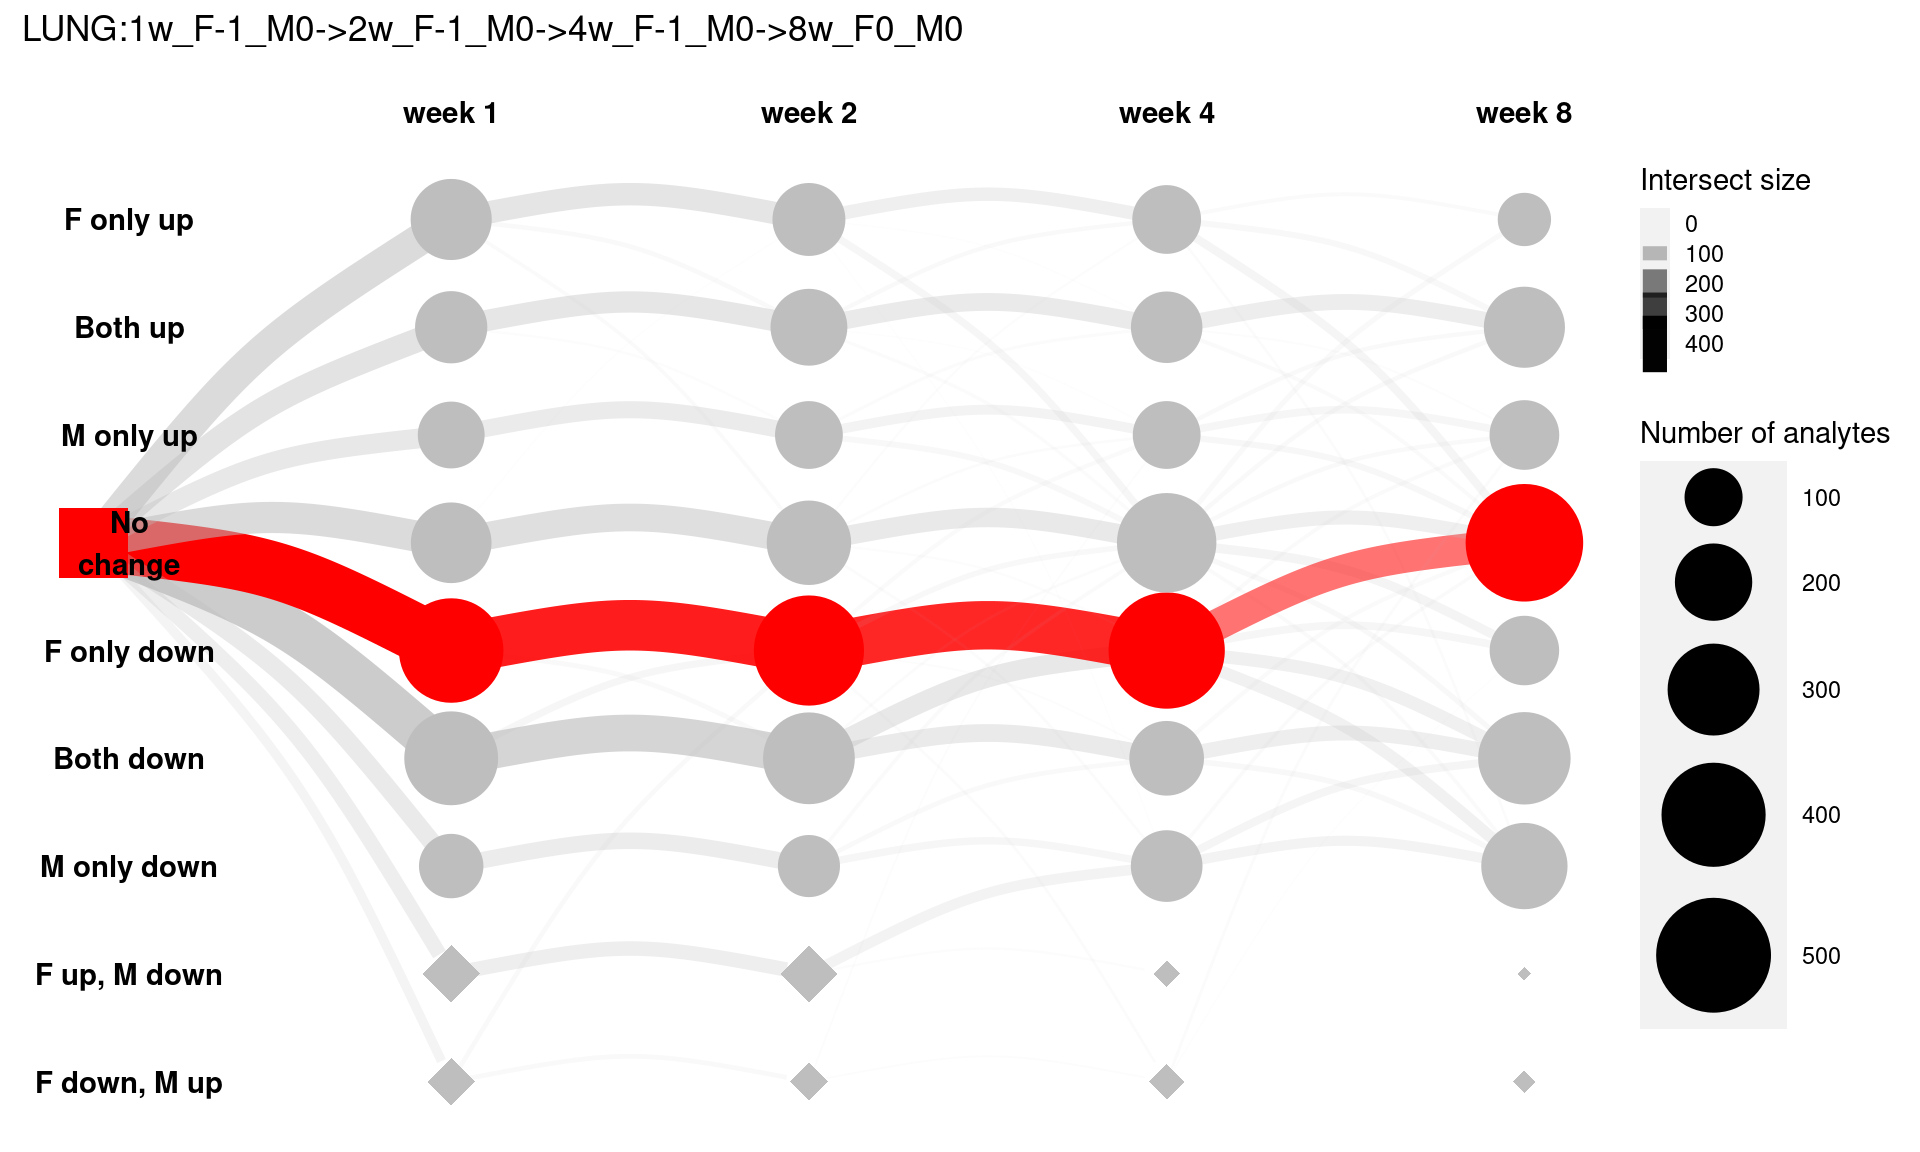 LUNG:1w_F-1_M0->2w_F-1_M0->4w_F-1_M0->8w_F0_M0
week 1
week 2
week 4
week 8
F only up
Both up
M only up
No
change
F only down
Both down
M only down
F up, M down
F down, M up
Intersect size
0
100
200
300
400
Number of analytes
100
200
300
400
500